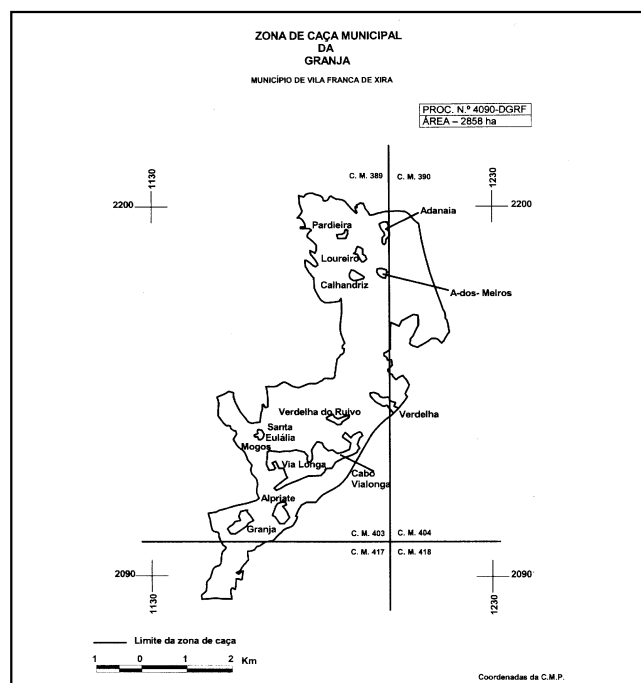 ZONA DE CAÇA MUNICIPAL
DA
GRANJA
MUNICÍPIO DE VILA FRANCA DE XIRA
PROC. N.º 4090-DGRF
ÁREA – 2858 ha
1130
C. M. 389
C. M. 390
1230
2200
2200
Pardieira
Adanaia
Loureiro
Calhandriz
A-dos- Melros
Verdelha do Ruivo
Verdelha
Santa
Eulália
Mogos
Via Longa
Cabo
Vialonga
Alpriate
Granja
C. M. 403
C. M. 404
C. M. 417
C. M. 418
2090
2090
1130
1230
Limite da zona de caça
1 0 1 2 Km
Coordenadas da C.M.P.